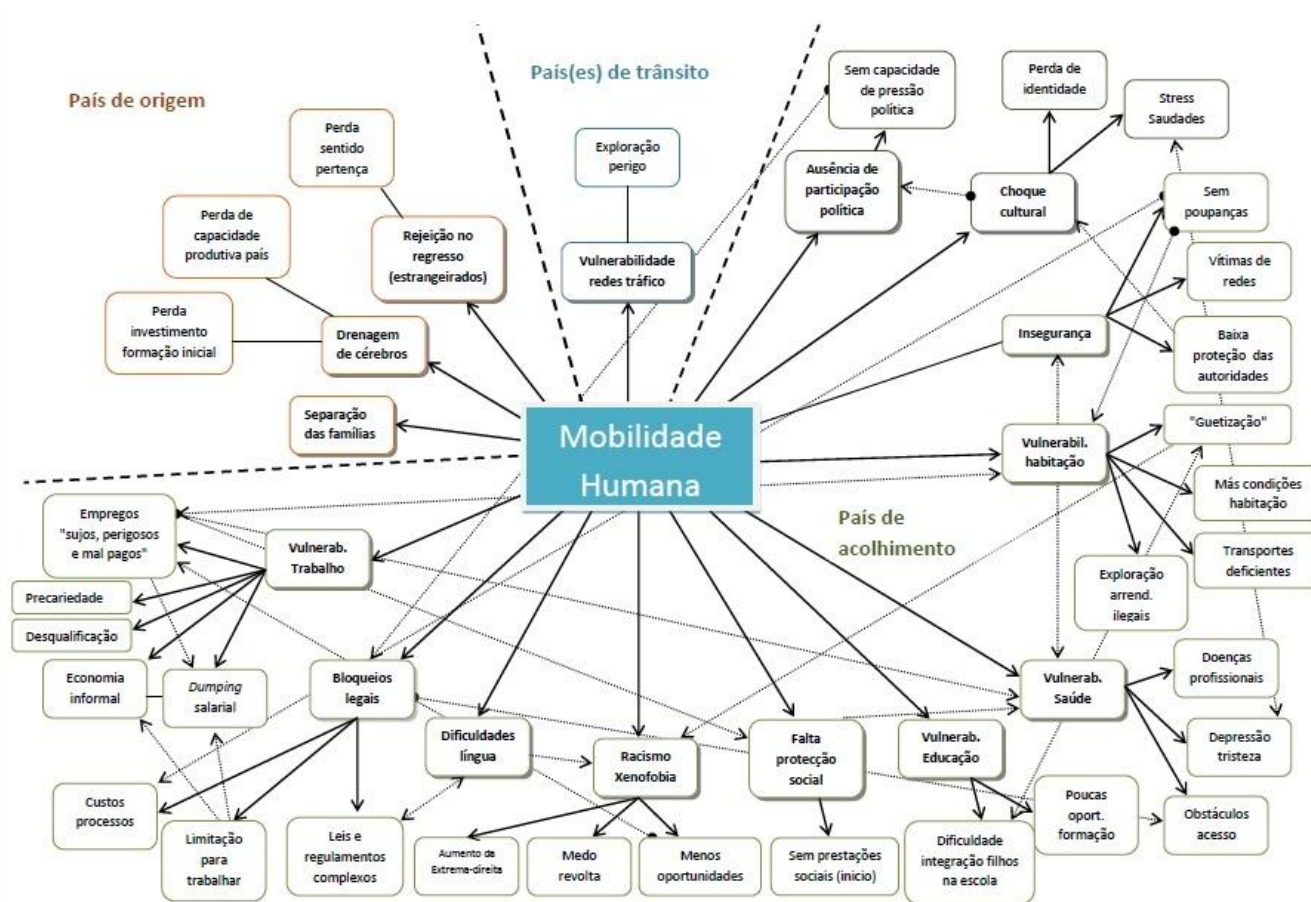 País(es) de trânsito
País de origem
Sem capacidade
de pressão
política
Perda de
identidade
Stress
Saudades
Perda
sentido
pertença
Exploração
perigo
Ausência de
participação
política
Choque
cultural
Sem
poupanças
Perda de
capacidade
produtiva país
Rejeição no
regresso
(estrangeirados)
Vulnerabilidade
redes tráfico
Vítimas de
redes
Perda
investimento
formação inicial
Drenagem
de cérebros
Insegurança
Baixa
proteção das
autoridades
Separação
das famílias
Mobilidade
Humana
Vulnerabil.
habitação
"Guetização"
Más condições
habitação
País de
acolhimento
Empregos
"sujos, perigosos
e mal pagos"
Vulnerab.
Trabalho
Transportes
deficientes
Exploração
arrend.
ilegais
Precariedade
Desqualificação
Economia
informal
Dumping
salarial
Bloqueios
legais
Vulnerab.
Saúde
Doenças
profissionais
Dificuldades
língua
Racismo
Xenofobia
Falta
protecção
social
Vulnerab.
Educação
Depressão
tristeza
Custos
processos
Limitação
para
trabalhar
Leis e
regulamentos
complexos
Aumento da
Extrema-direita
Medo
revolta
Menos
oportunidades
Sem prestações
sociais (inicio)
Dificuldade
integração filhos
na escola
Poucas
oport.
formação
Obstáculos
acesso